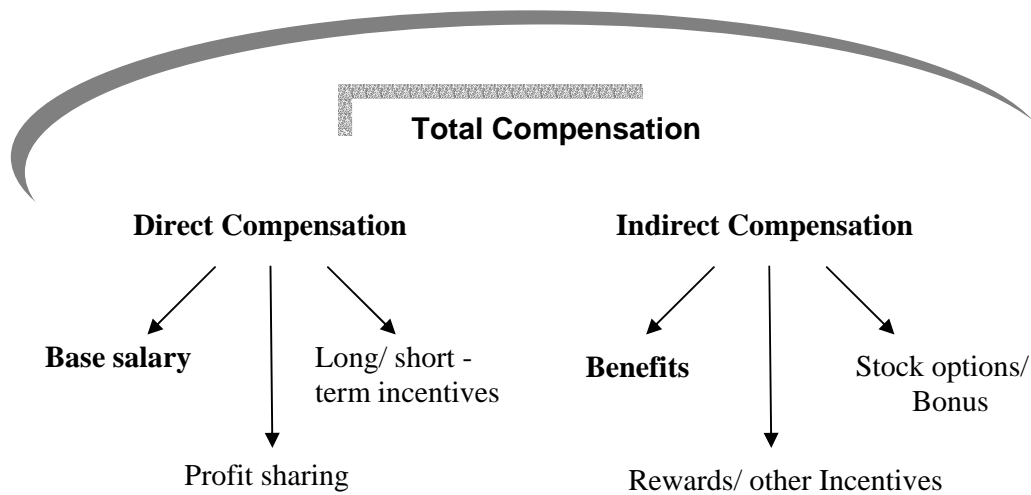 Total Compensation
Direct Compensation
Indirect Compensation
Base salary
Long/ short -
term incentives
Profit sharing
Benefits
Stock options/
Bonus
Rewards/ other Incentives